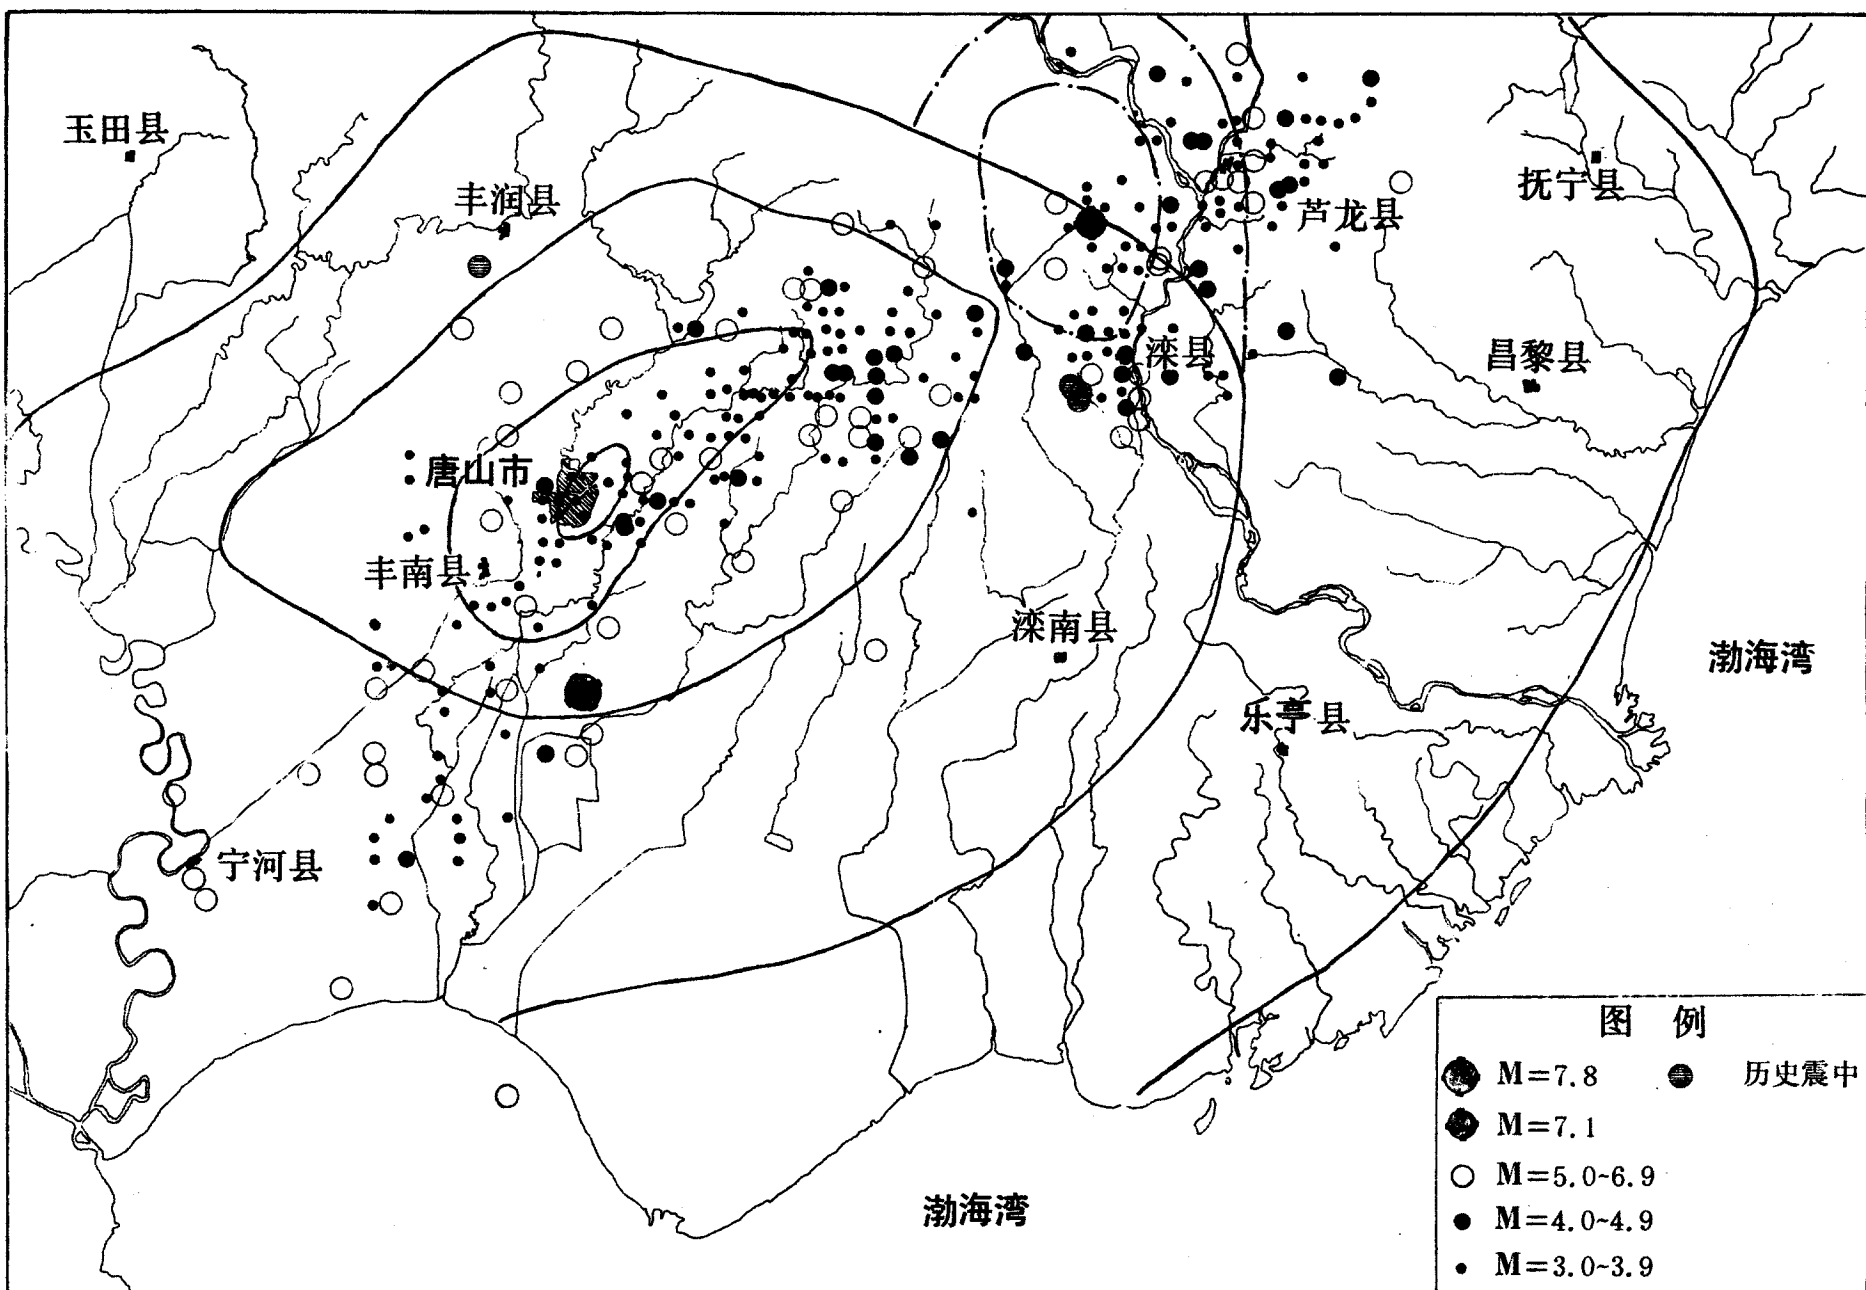 玉田县
丰润县
抚宁县
芦龙县
滦县
昌黎县
唐山市
丰南县
滦南县
渤海湾
乐亭县
宁河县
图 例
M=7.8 历史震中
M=7.1
M=5.0~6.9
渤海湾
M=4.0~4.9
M=3.0~3.9